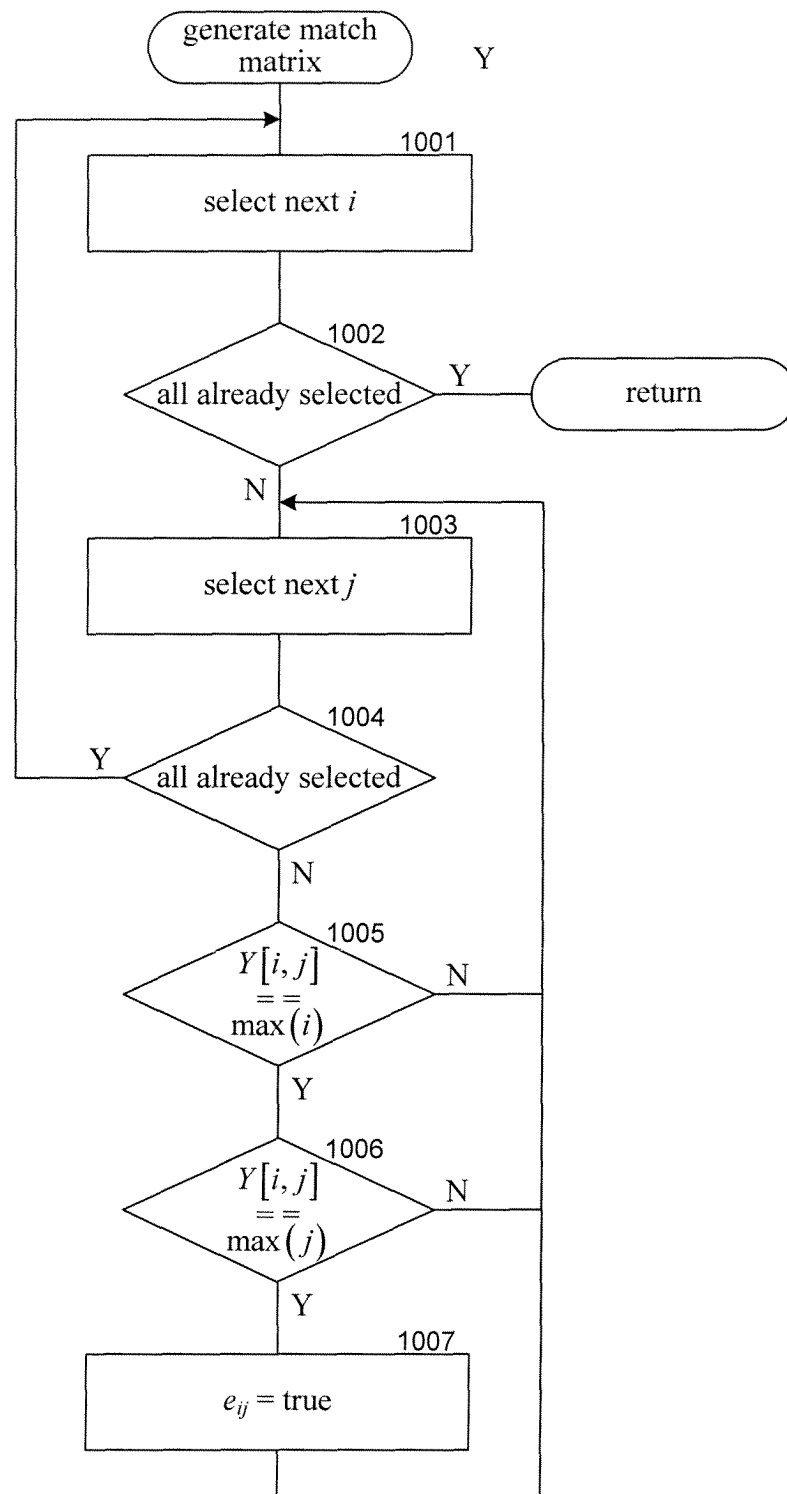 generate match
matrix
Y
1001
select next i
1002
all already selected
Y
return
N
1003
select next j
1004
Y
all already selected
N
1005
Y[i, j]
==
max(i)
N
Y
1006
Y[i, j]
==
max(j)
N
Y
1007
e_ij = true